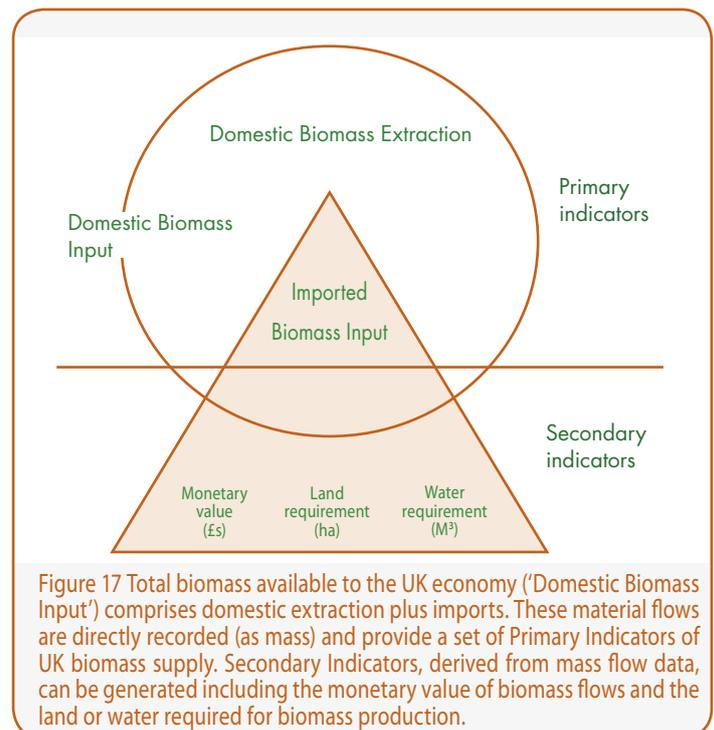 Domestic Biomass Extraction
Primary
indicators
Domestic Biomass
Input
Imported
Biomass Input
Secondary
indicators
Monetary
value
(£s)
Land
requirement
(ha)
Water
requirement
(M³)
Figure 17 Total biomass available to the UK economy (‘Domestic Biomass
Input’) comprises domestic extraction plus imports. These material flows
are directly recorded (as mass) and provide a set of Primary Indicators of
UK biomass supply. Secondary Indicators, derived from mass flow data,
can be generated including the monetary value of biomass flows and the
land or water required for biomass production.